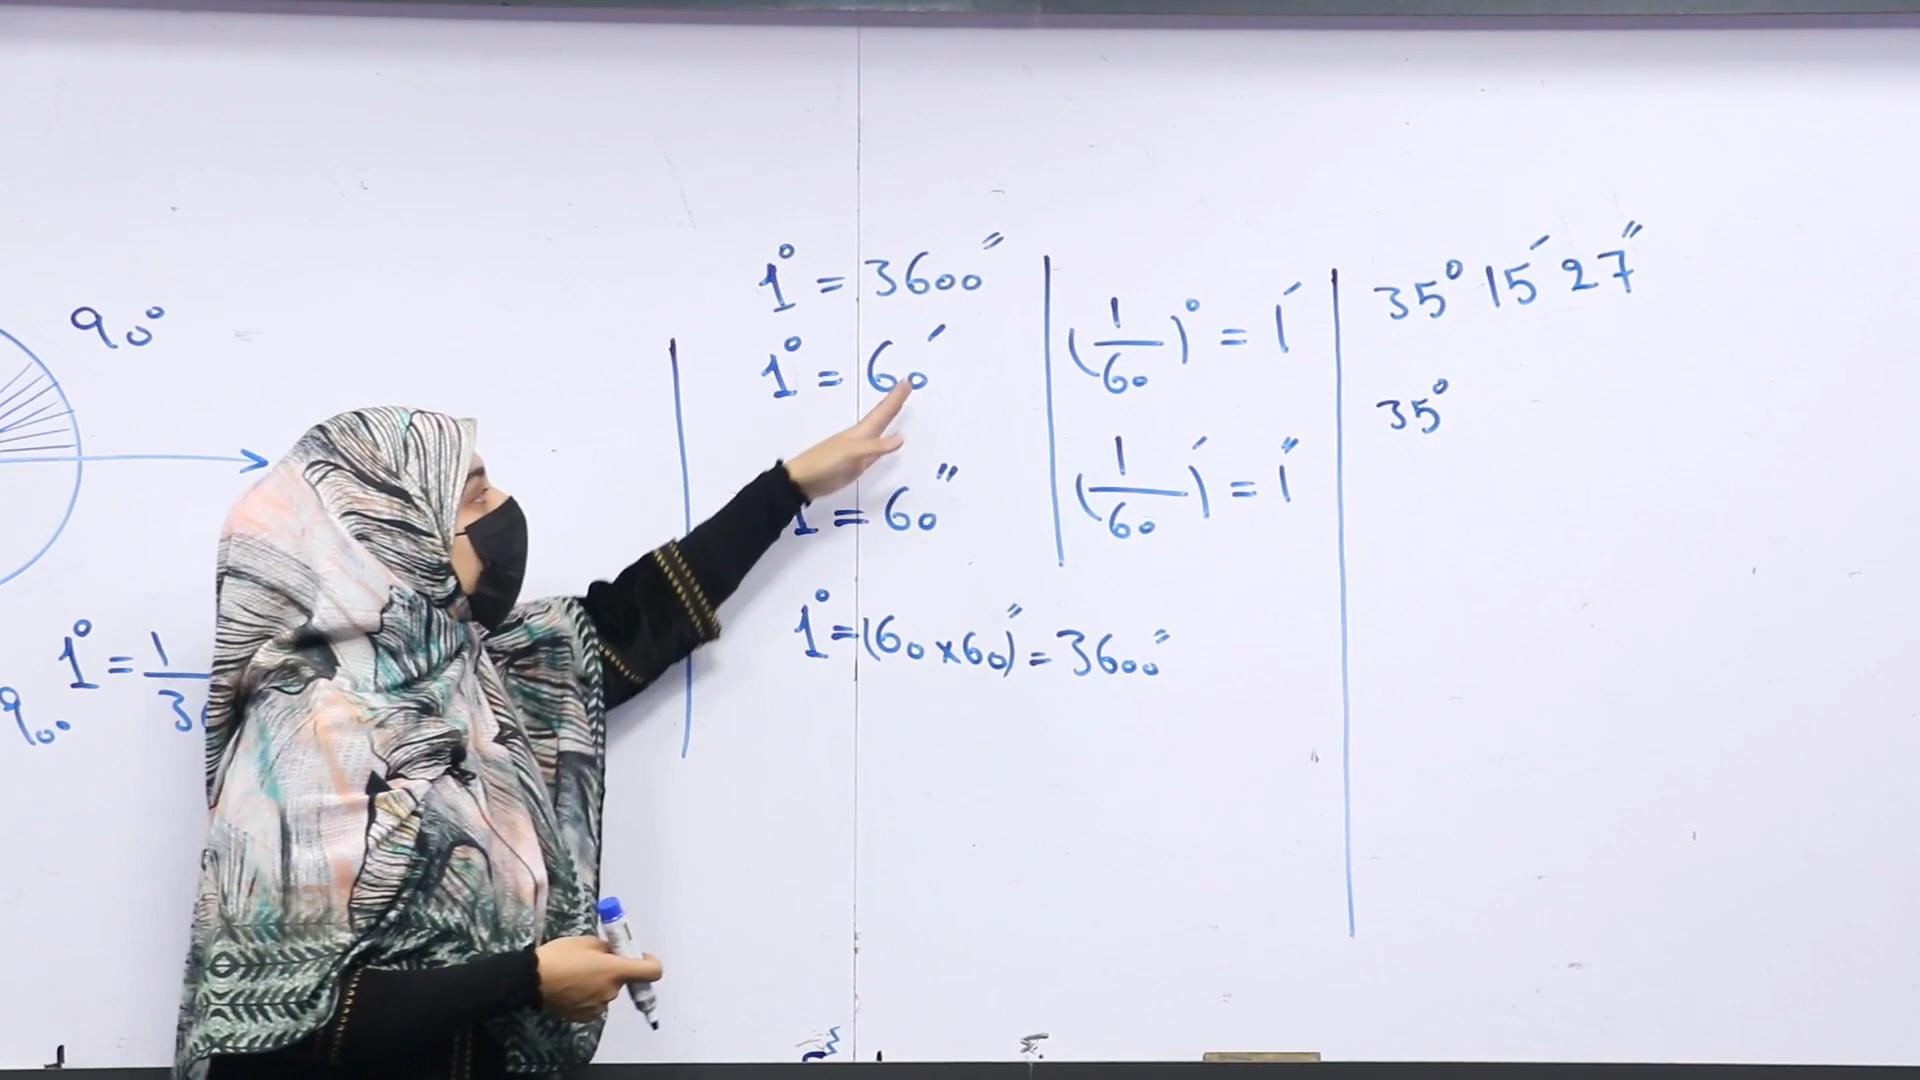 90°
1° = 1/3
90°
1° = 3600″
1° = 60′
1 = 60″
1° = (60 × 60)″ = 3600″
(1/60)° = 1′
(1/60)′ = 1″
35° 15′ 27″
35°